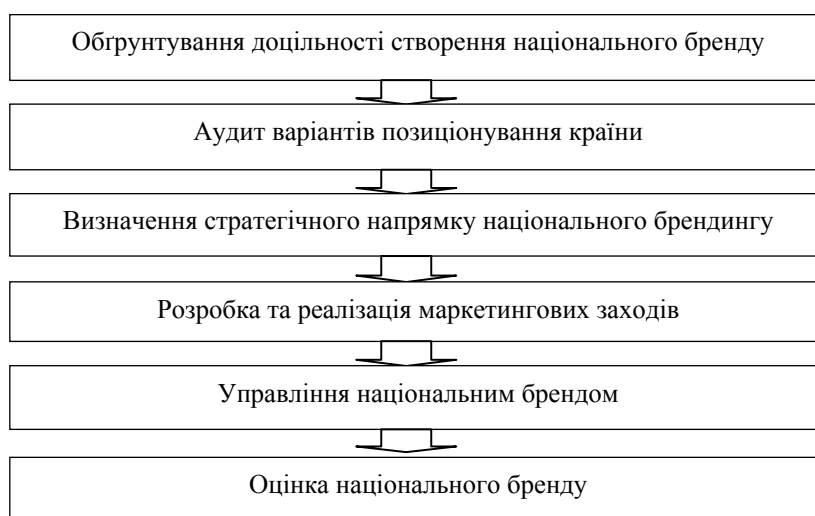 Обґрунтування доцільності створення національного бренду
Аудит варіантів позиціонування країни
Визначення стратегічного напрямку національного брендингу
Розробка та реалізація маркетингових заходів
Управління національним брендом
Оцінка національного бренду